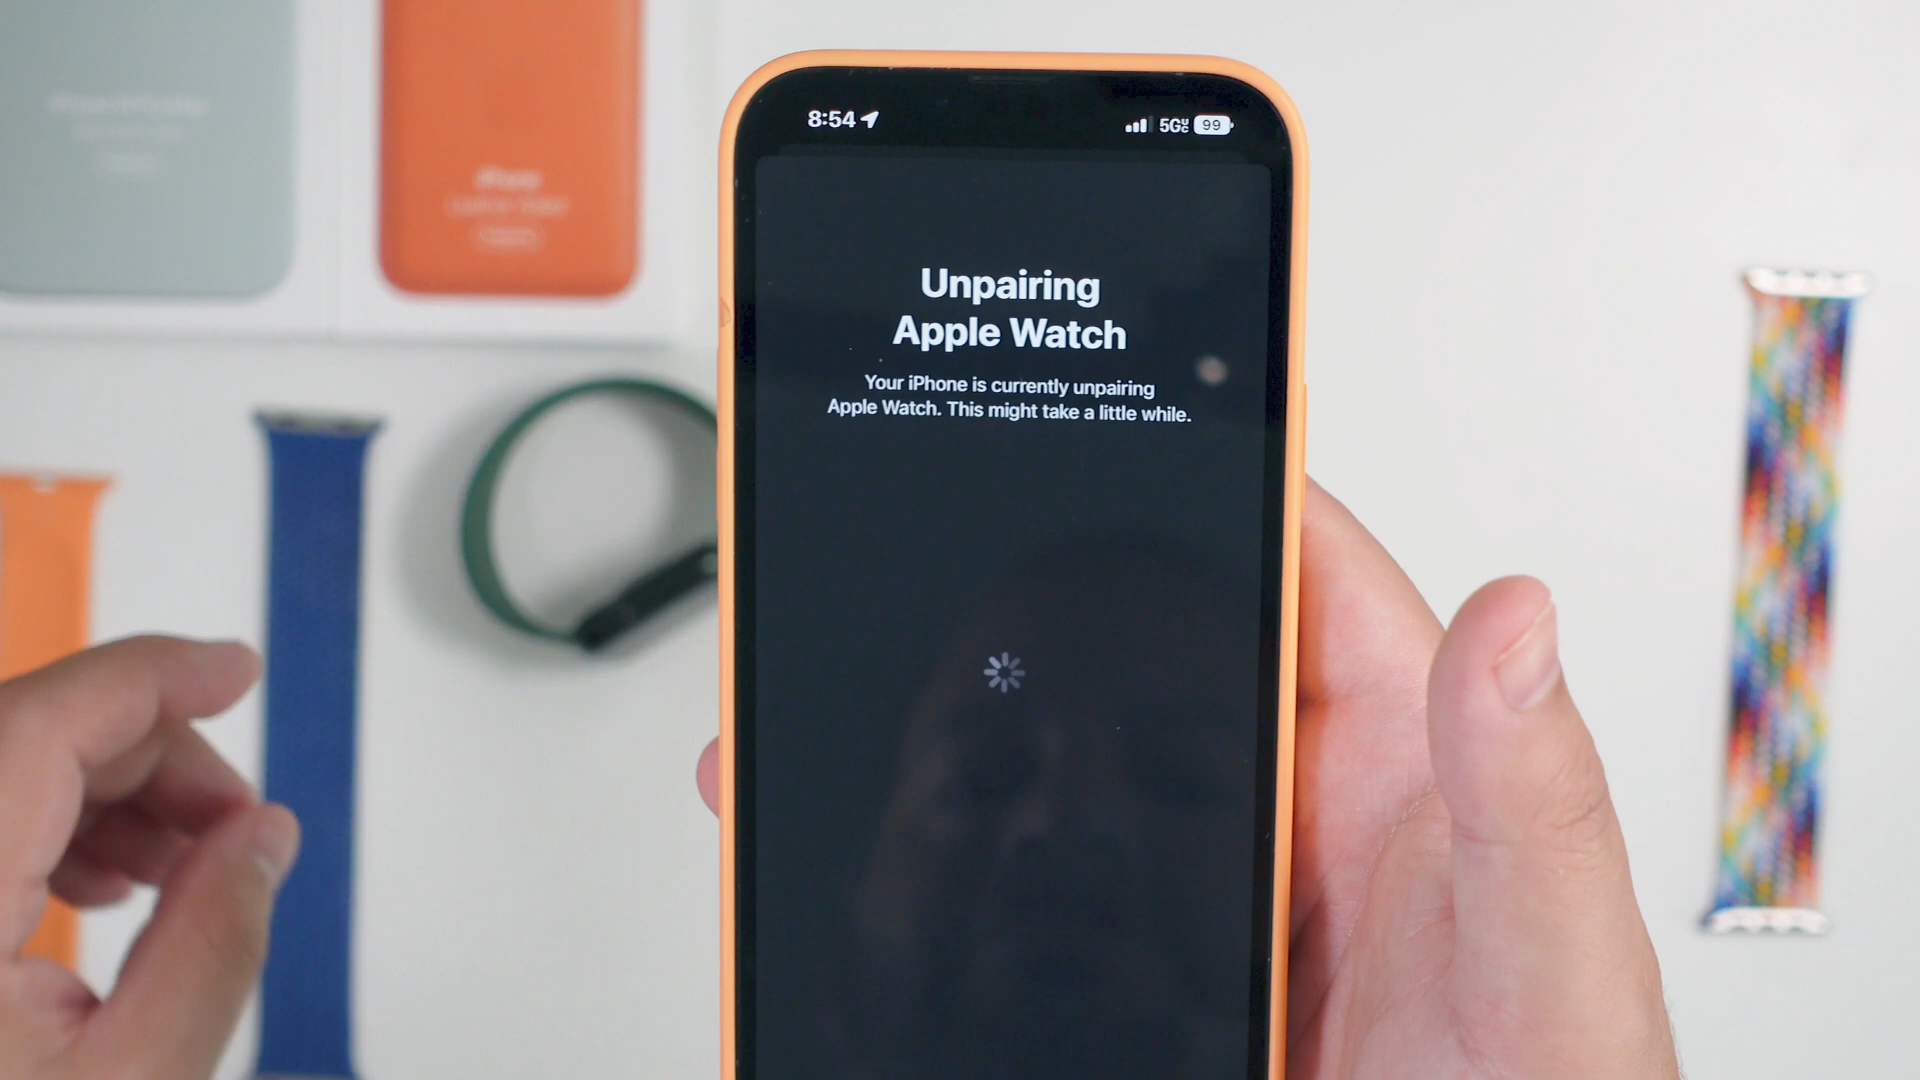 8:54
5G
99
Unpairing
Apple Watch
Your iPhone is currently unpairing
Apple Watch. This might take a little while.
iPhone